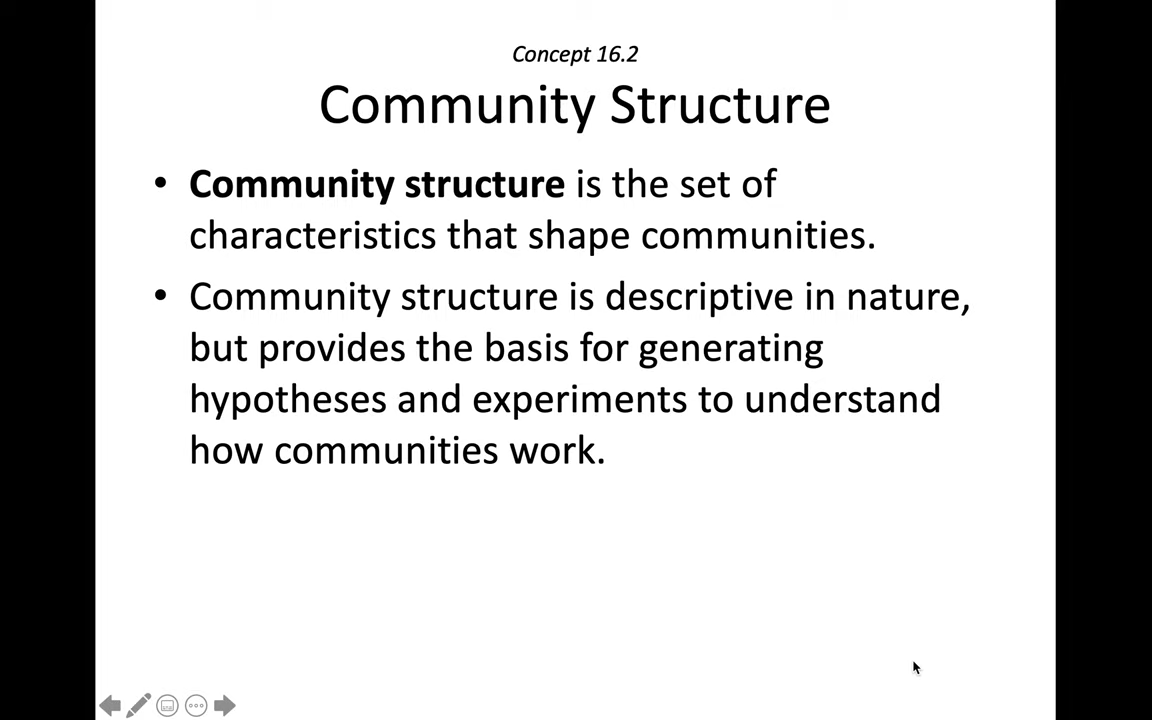 Concept 16.2
Community Structure
• Community structure is the set of
characteristics that shape communities.
• Community structure is descriptive in nature,
but provides the basis for generating
hypotheses and experiments to understand
how communities work.